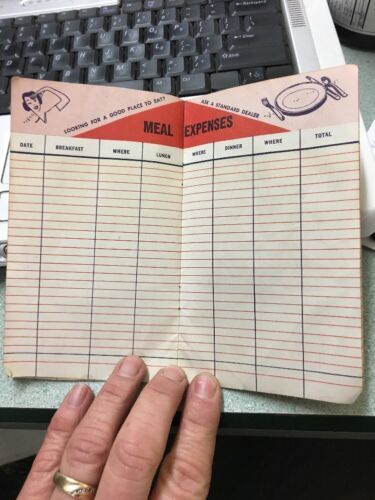 LOOKING FOR A GOOD PLACE TO EAT? ASK A STANDARD DEALER
MEAL EXPENSES
DATE BREAKFAST WHERE LUNCH WHERE DINNER WHERE TOTAL